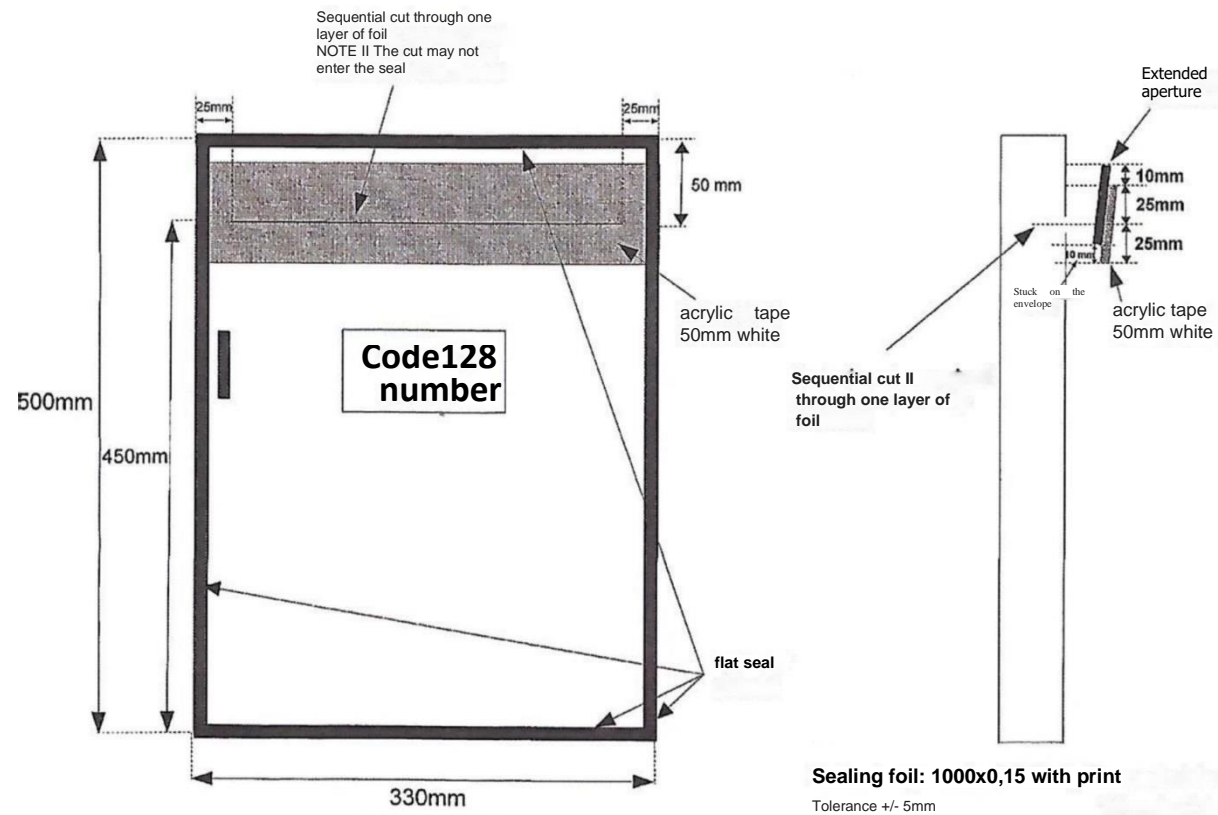 Sequential cut through one
layer of foil
NOTE II The cut may not
enter the seal
25mm
25mm
50 mm
500mm
450mm
Code128
number
acrylic tape
50mm white
flat seal
330mm
Extended
aperture
10mm
25mm
25mm
10 mm
Stuck on the
envelope
acrylic tape
50mm white
Sequential cut II
through one layer of
foil
Sealing foil: 1000x0,15 with print
Tolerance +/- 5mm